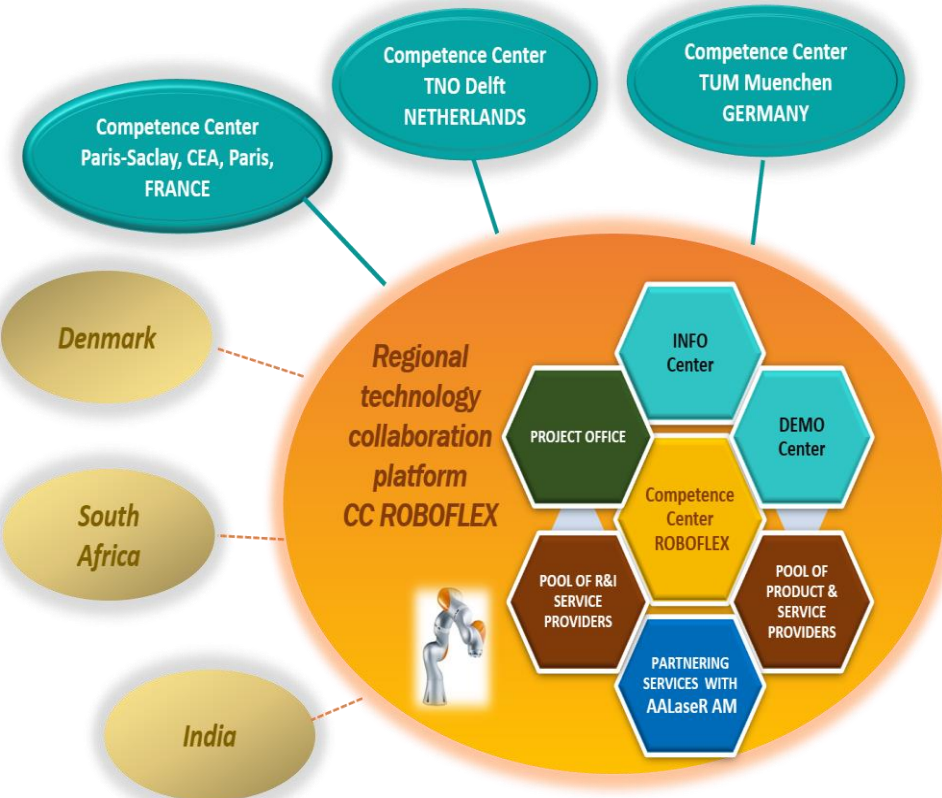 Competence Center
Paris-Saclay, CEA, Paris,
FRANCE
Competence Center
TNO Delft
NETHERLANDS
Competence Center
TUM Muenchen
GERMANY
Denmark
South
Africa
India
Regional
technology
collaboration
platform
CC ROBOFLEX
INFO
Center
PROJECT OFFICE
DEMO
Center
Competence
Center
ROBOFLEX
POOL OF R&I
SERVICE
PROVIDERS
POOL OF
PRODUCT &
SERVICE
PROVIDERS
PARTNERING
SERVICES WITH
AALaseR AM